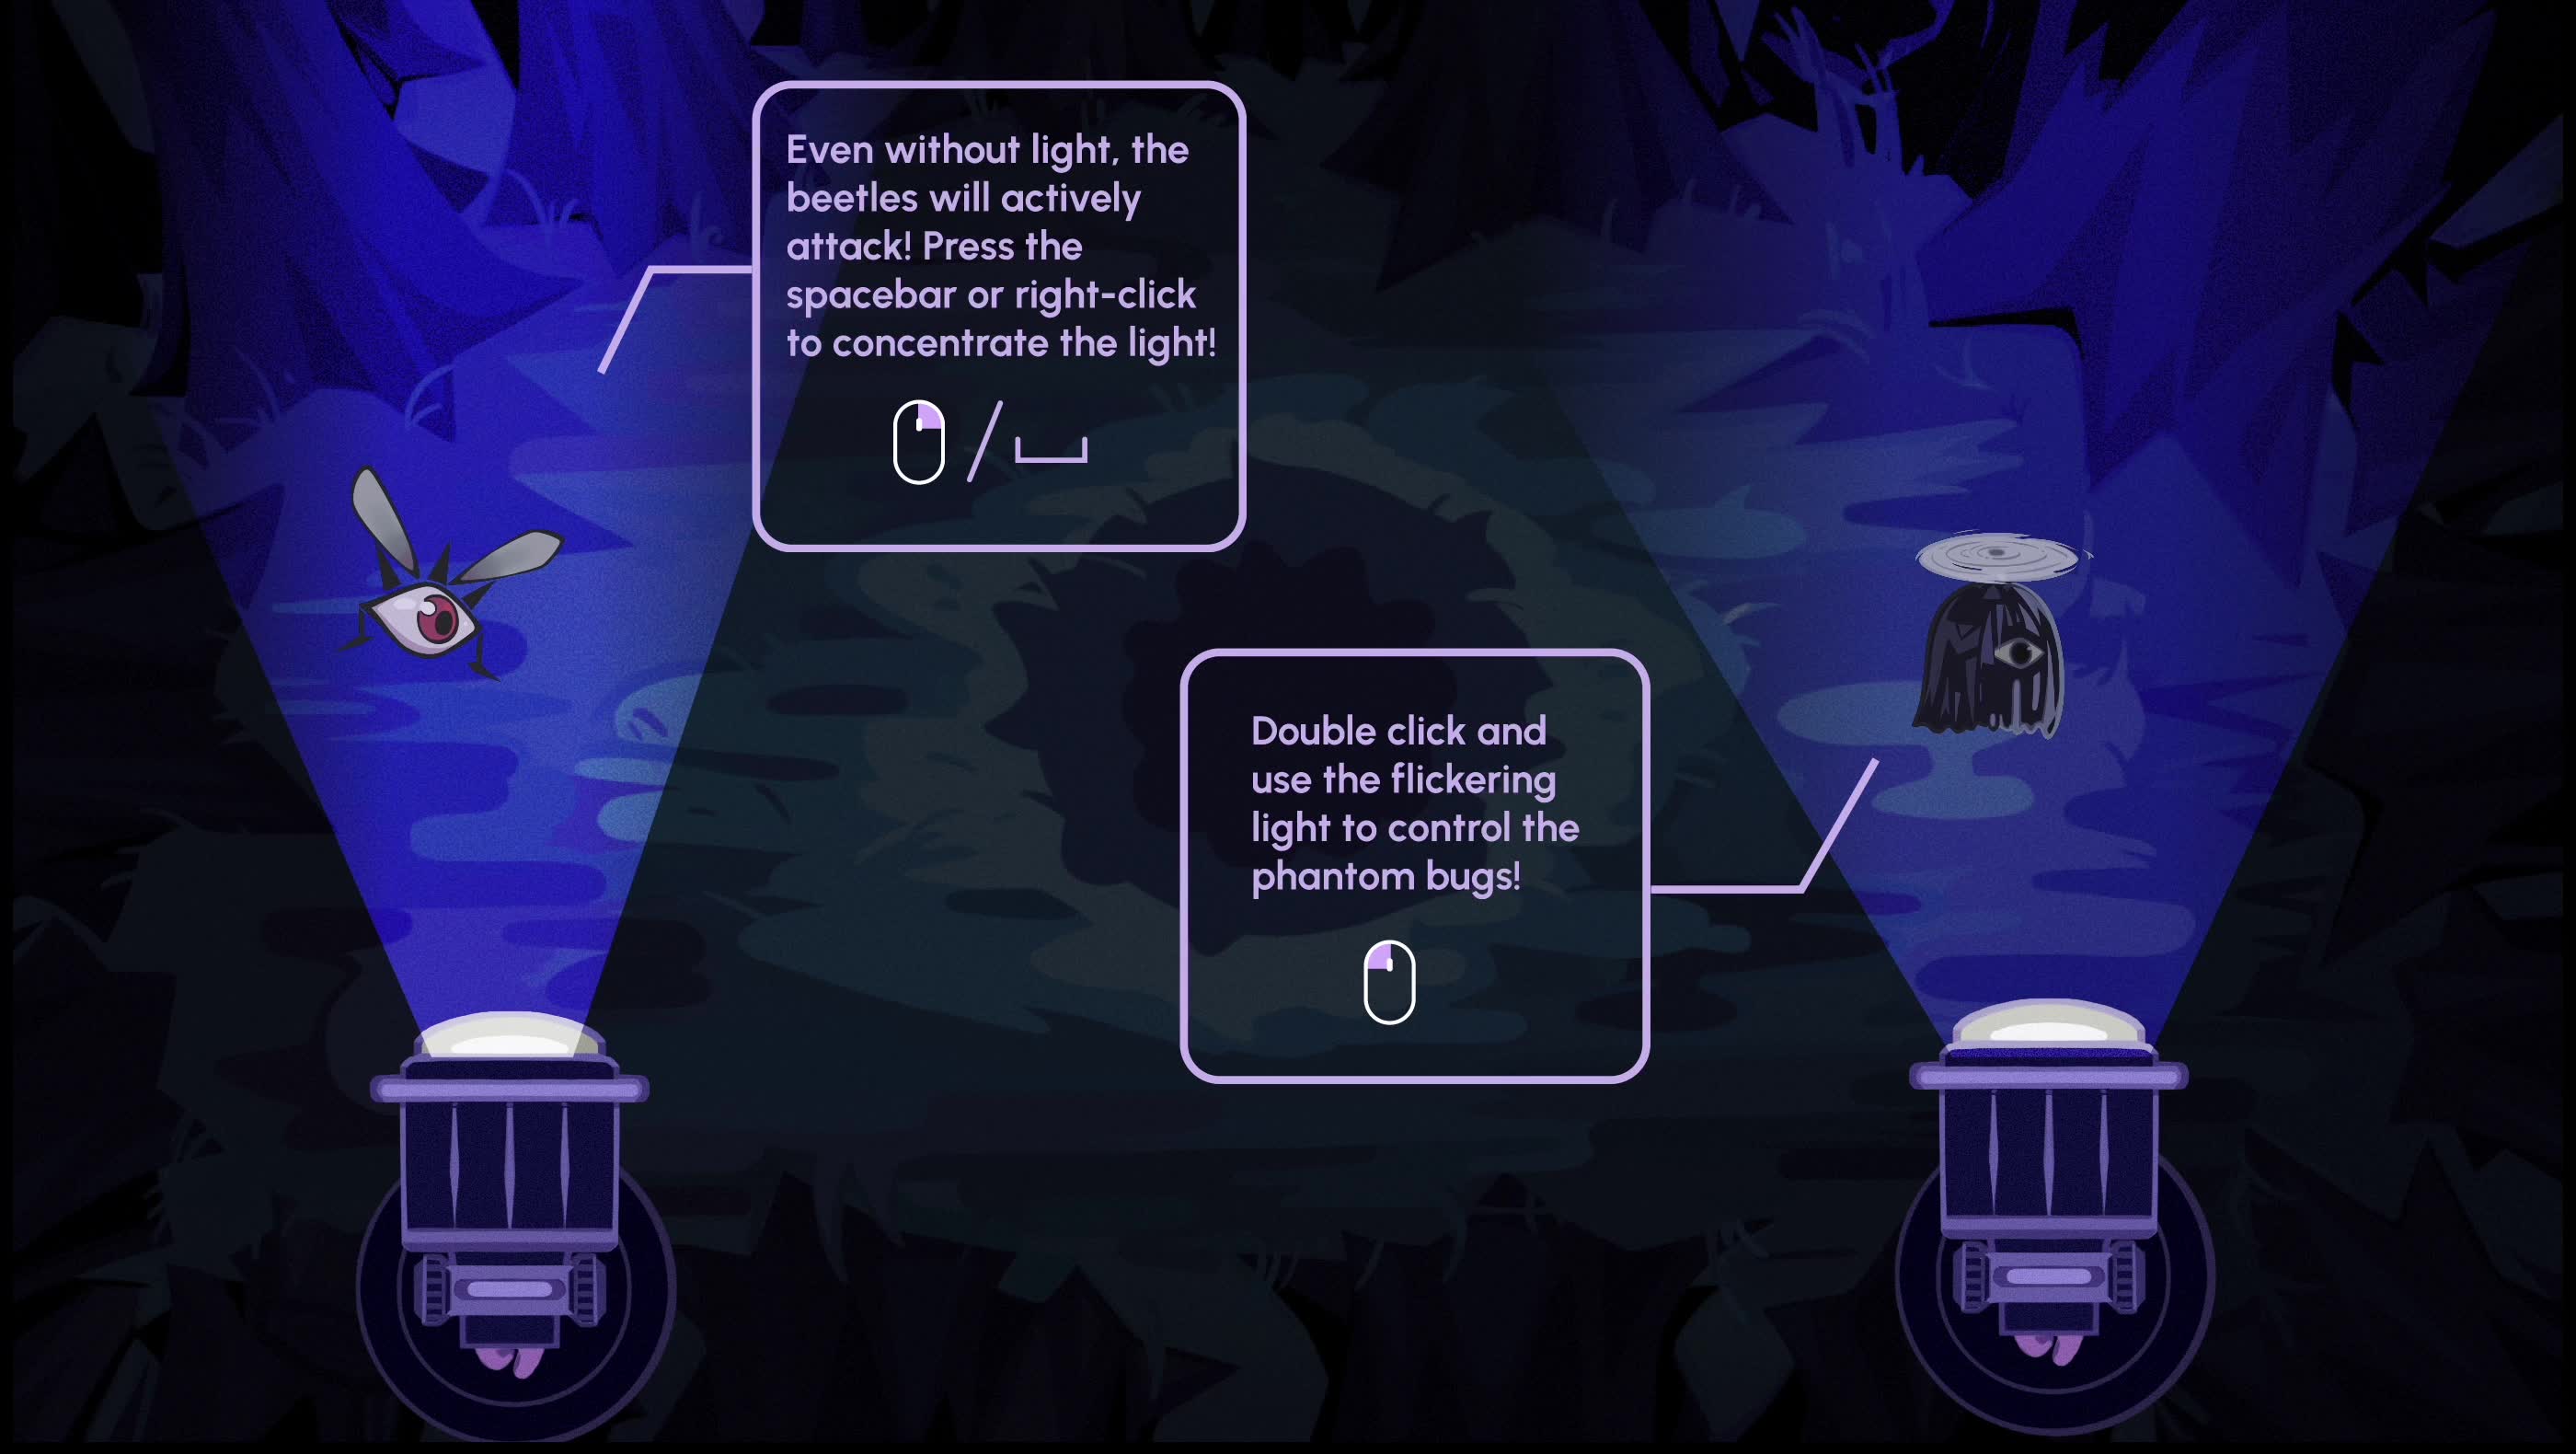 Even without light, the
beetles will actively
attack! Press the
spacebar or right-click
to concentrate the light!
Double click and
use the flickering
light to control the
phantom bugs!